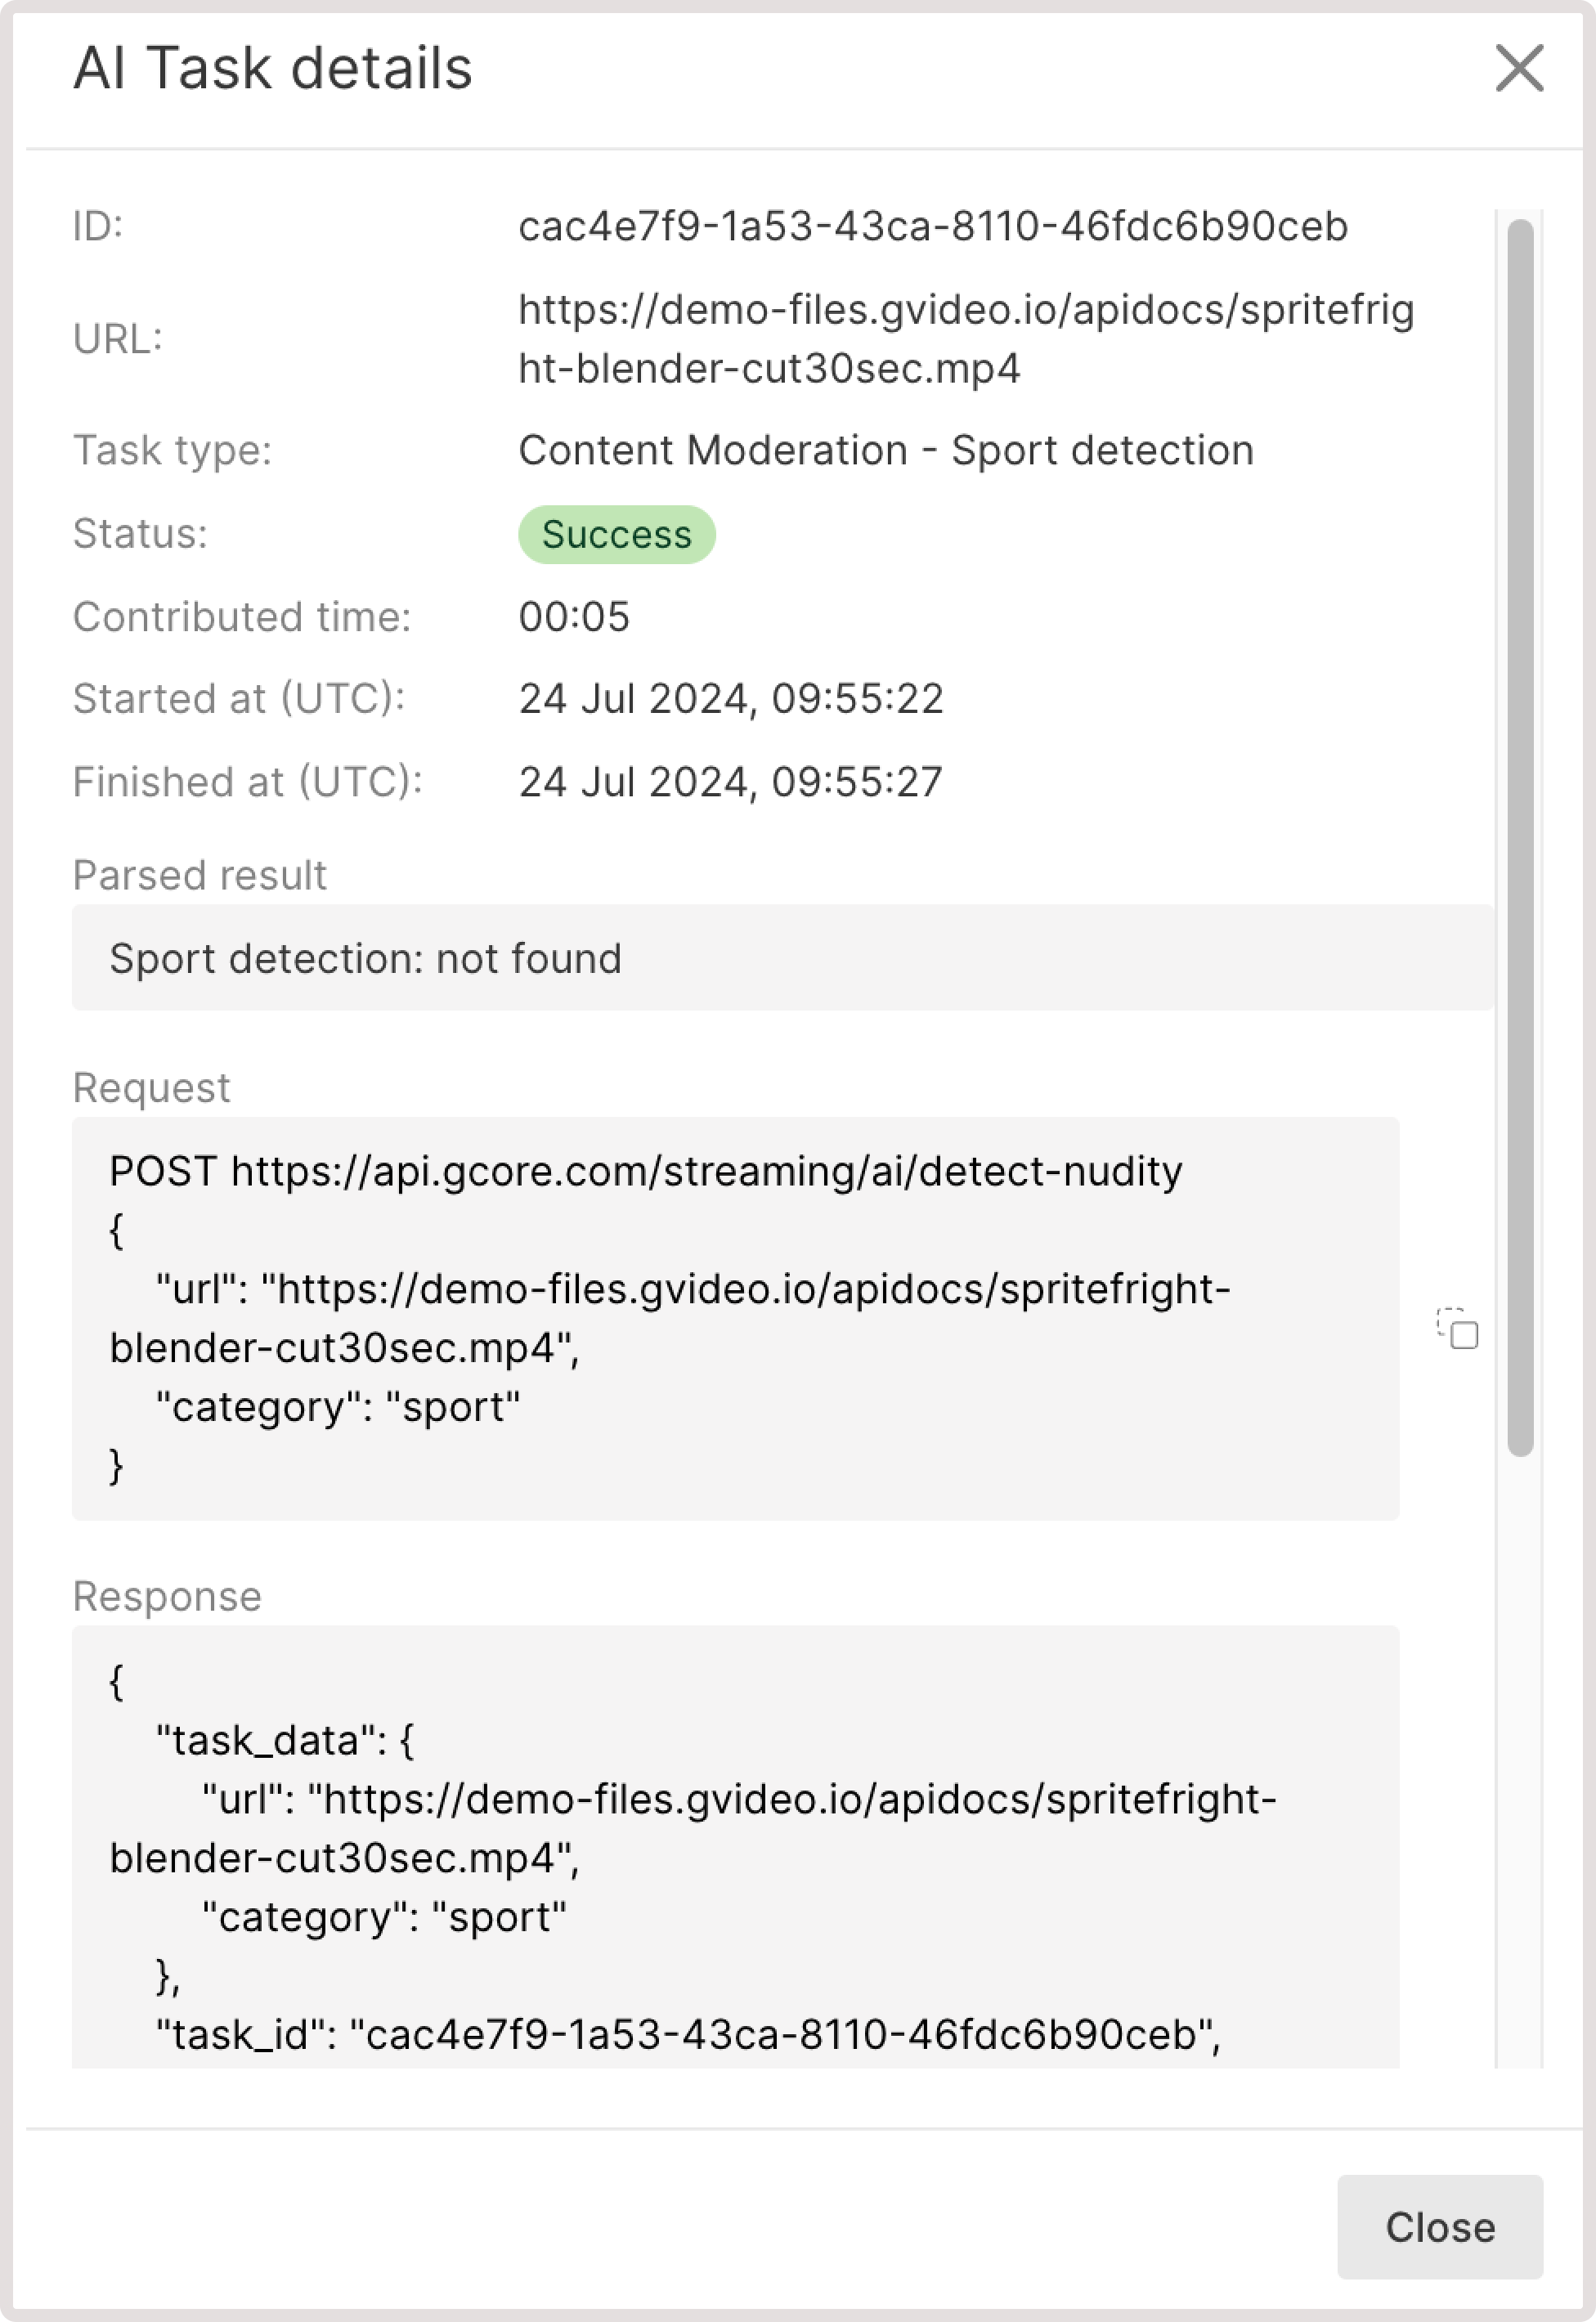 AI Task details
ID: cac4e7f9-1a53-43ca-8110-46fdc6b90ceb
URL: https://demo-files.gvideo.io/apidocs/spritefrig
ht-blender-cut30sec.mp4
Task type: Content Moderation - Sport detection
Status: Success
Contributed time: 00:05
Started at (UTC): 24 Jul 2024, 09:55:22
Finished at (UTC): 24 Jul 2024, 09:55:27
Parsed result
Sport detection: not found
Request
POST https://api.gcore.com/streaming/ai/detect-nudity
{
    "url": "https://demo-files.gvideo.io/apidocs/spritefright-
blender-cut30sec.mp4",
    "category": "sport"
}
Response
{
    "task_data": {
        "url": "https://demo-files.gvideo.io/apidocs/spritefright-
blender-cut30sec.mp4",
        "category": "sport"
    },
    "task_id": "cac4e7f9-1a53-43ca-8110-46fdc6b90ceb",
Close